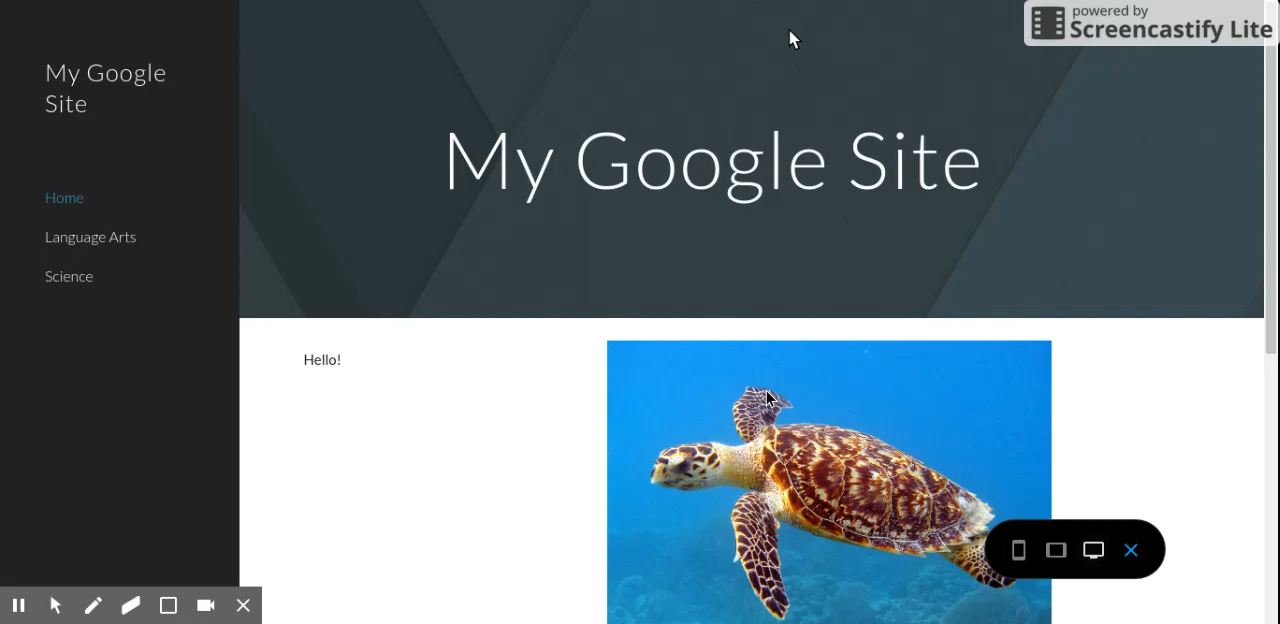 powered by
Screencastify Lite
My Google
Site
My Google Site
Home
Language Arts
Science
Hello!